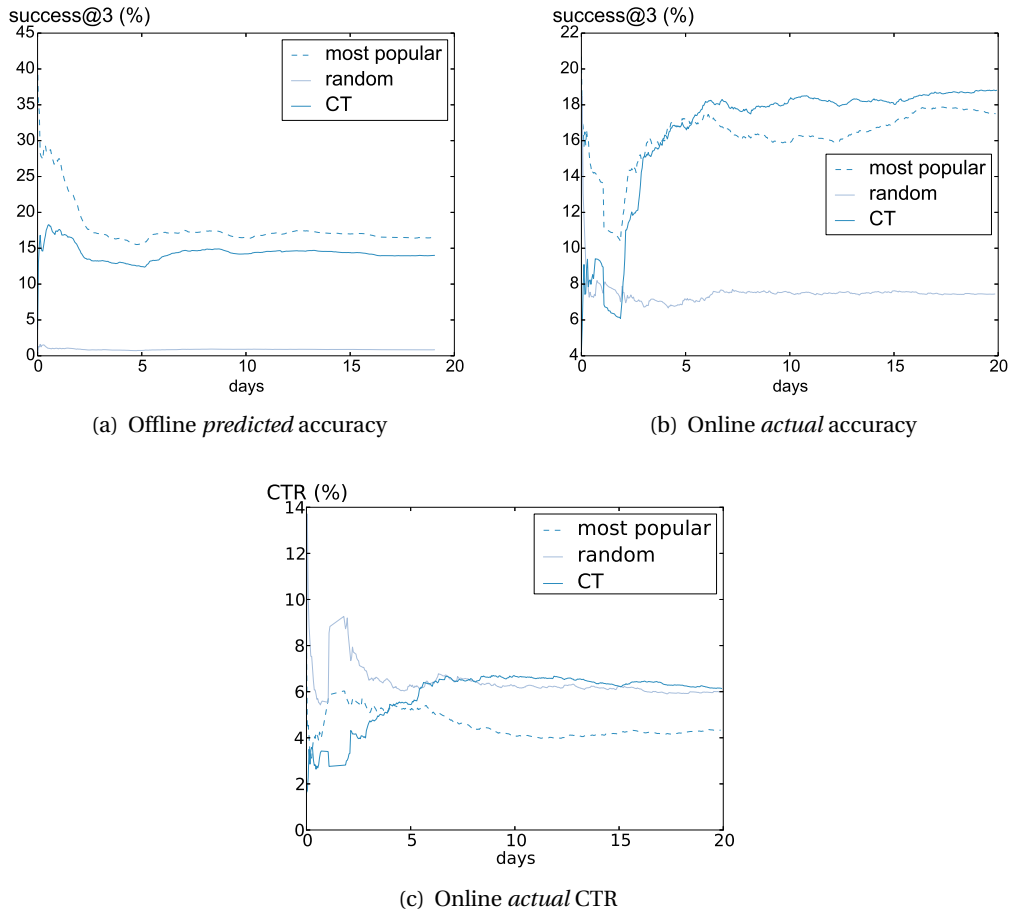 success@3 (%)
45
40
35
30
25
20
15
10
5
0
0 5 10 15 20
days
most popular
random
CT
(a) Offline predicted accuracy
success@3 (%)
22
20
18
16
14
12
10
8
6
4
0 5 10 15 20
days
most popular
random
CT
(b) Online actual accuracy
CTR (%)
14
12
10
8
6
4
2
0
0 5 10 15 20
days
most popular
random
CT
(c) Online actual CTR